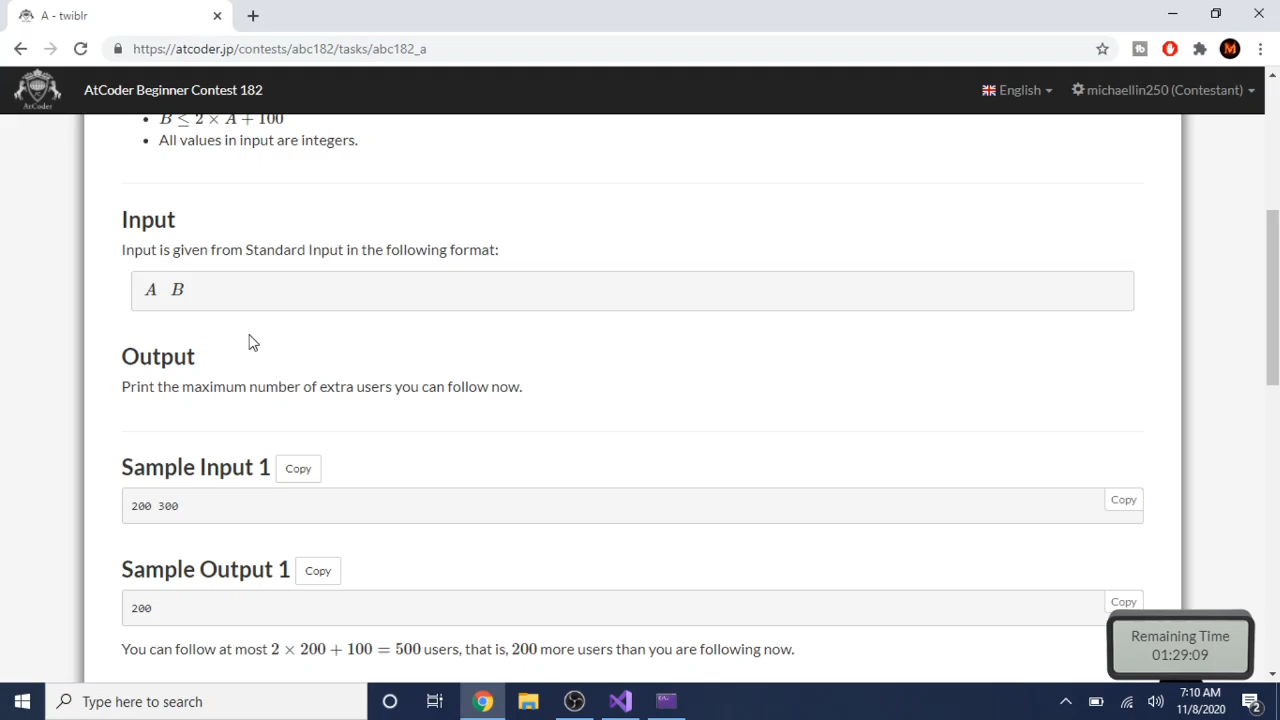 A - twiblr
https://atcoder.jp/contests/abc182/tasks/abc182_a
AtCoder Beginner Contest 182
English
michaellin250 (Contestant)
AtCoder
B ≤ 2 × A + 100
All values in input are integers.
Input
Input is given from Standard Input in the following format:
A B
Output
Print the maximum number of extra users you can follow now.
Sample Input 1 Copy
Copy
200 300
Sample Output 1 Copy
Copy
200
You can follow at most 2 × 200 + 100 = 500 users, that is, 200 more users than you are following now.
Remaining Time
01:29:09
Type here to search
7:10 AM
11/8/2020
2